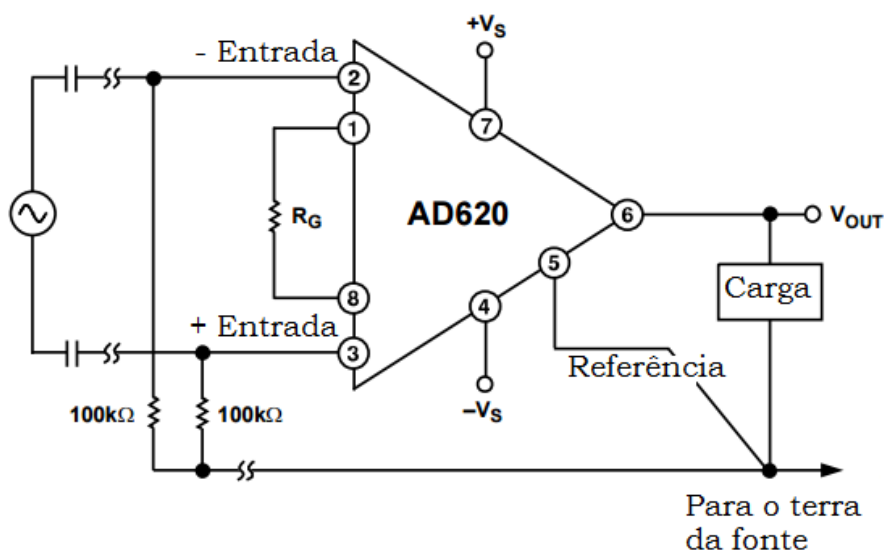 +VS
- Entrada
2
7
1
RG
AD620
6
VOUT
5
8
4
Carga
+ Entrada
3
Referência
–VS
100kΩ
100kΩ
Para o terra
da fonte